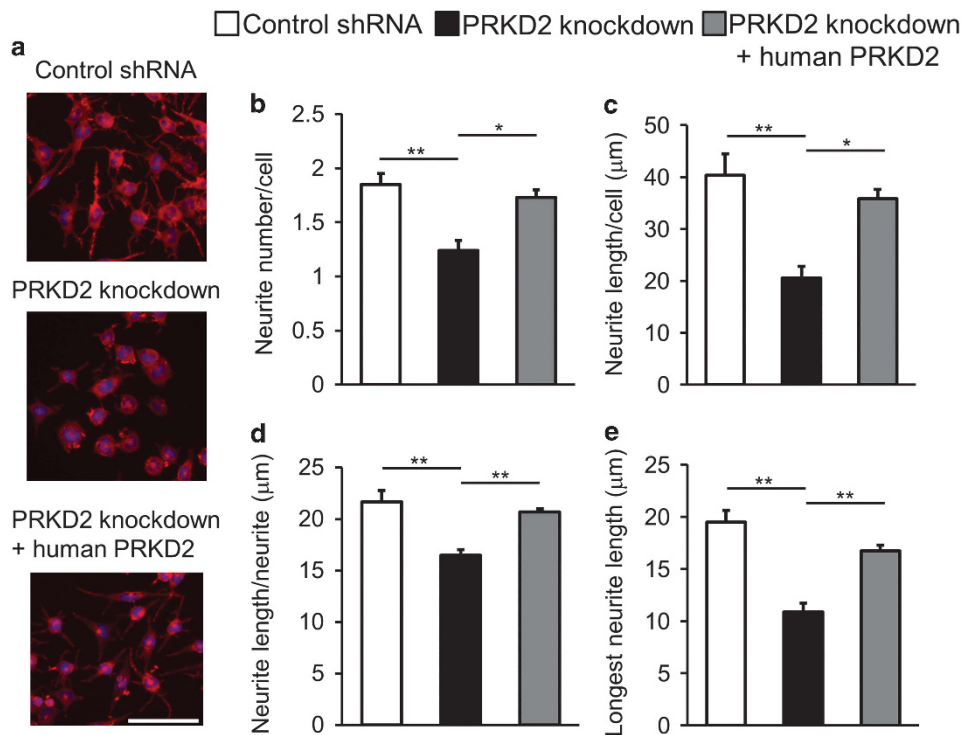 Control shRNA PRKD2 knockdown PRKD2 knockdown
+ human PRKD2
a
Control shRNA
PRKD2 knockdown
PRKD2 knockdown
+ human PRKD2
b
Neurite number/cell
2.5
2
1.5
1
0.5
0
**
*
c
Neurite length/cell (μm)
50
40
30
20
10
0
**
*
d
Neurite length/neurite (μm)
25
20
15
10
5
0
**
**
e
Longest neurite length (μm)
25
20
15
10
5
0
**
**